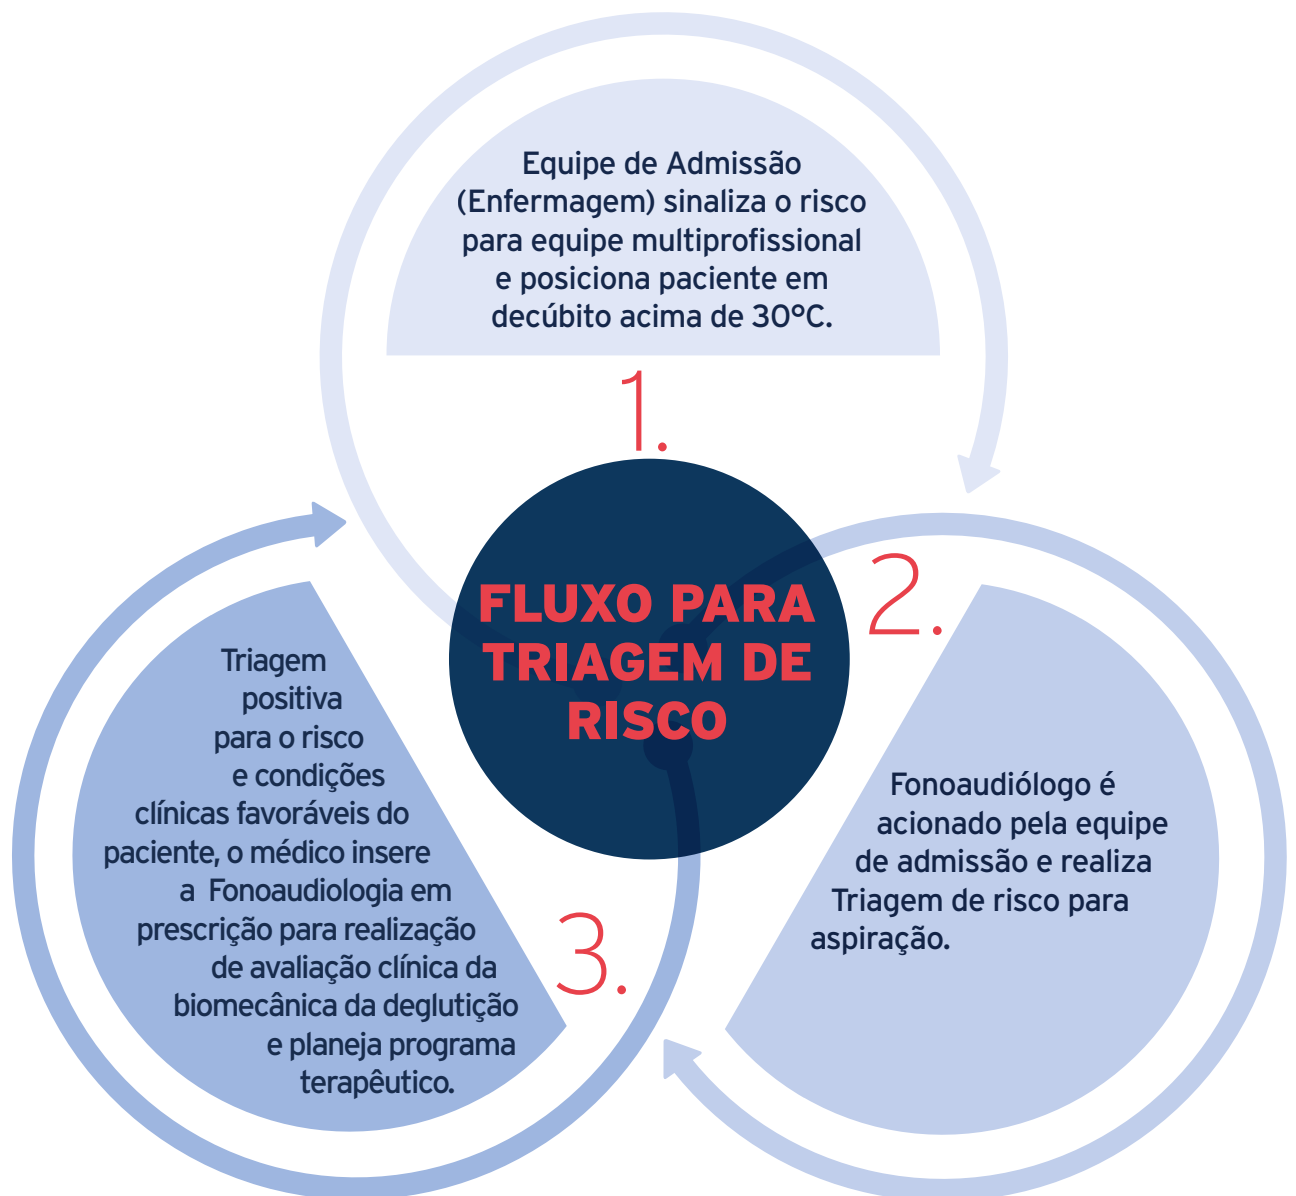 Equipe de Admissão
(Enfermagem) sinaliza o risco
para equipe multiprofissional
e posiciona paciente em
decúbito acima de 30°C.
1.
FLUXO PARA
TRIAGEM DE
RISCO
2.
Fonoaudiólogo é
acionado pela equipe
de admissão e realiza
Triagem de risco para
aspiração.
3.
Triagem
positiva
para o risco
e condições
clínicas favoráveis do
paciente, o médico insere
a Fonoaudiologia em
prescrição para realização
de avaliação clínica da
biomecânica da deglutição
e planeja programa
terapêutico.